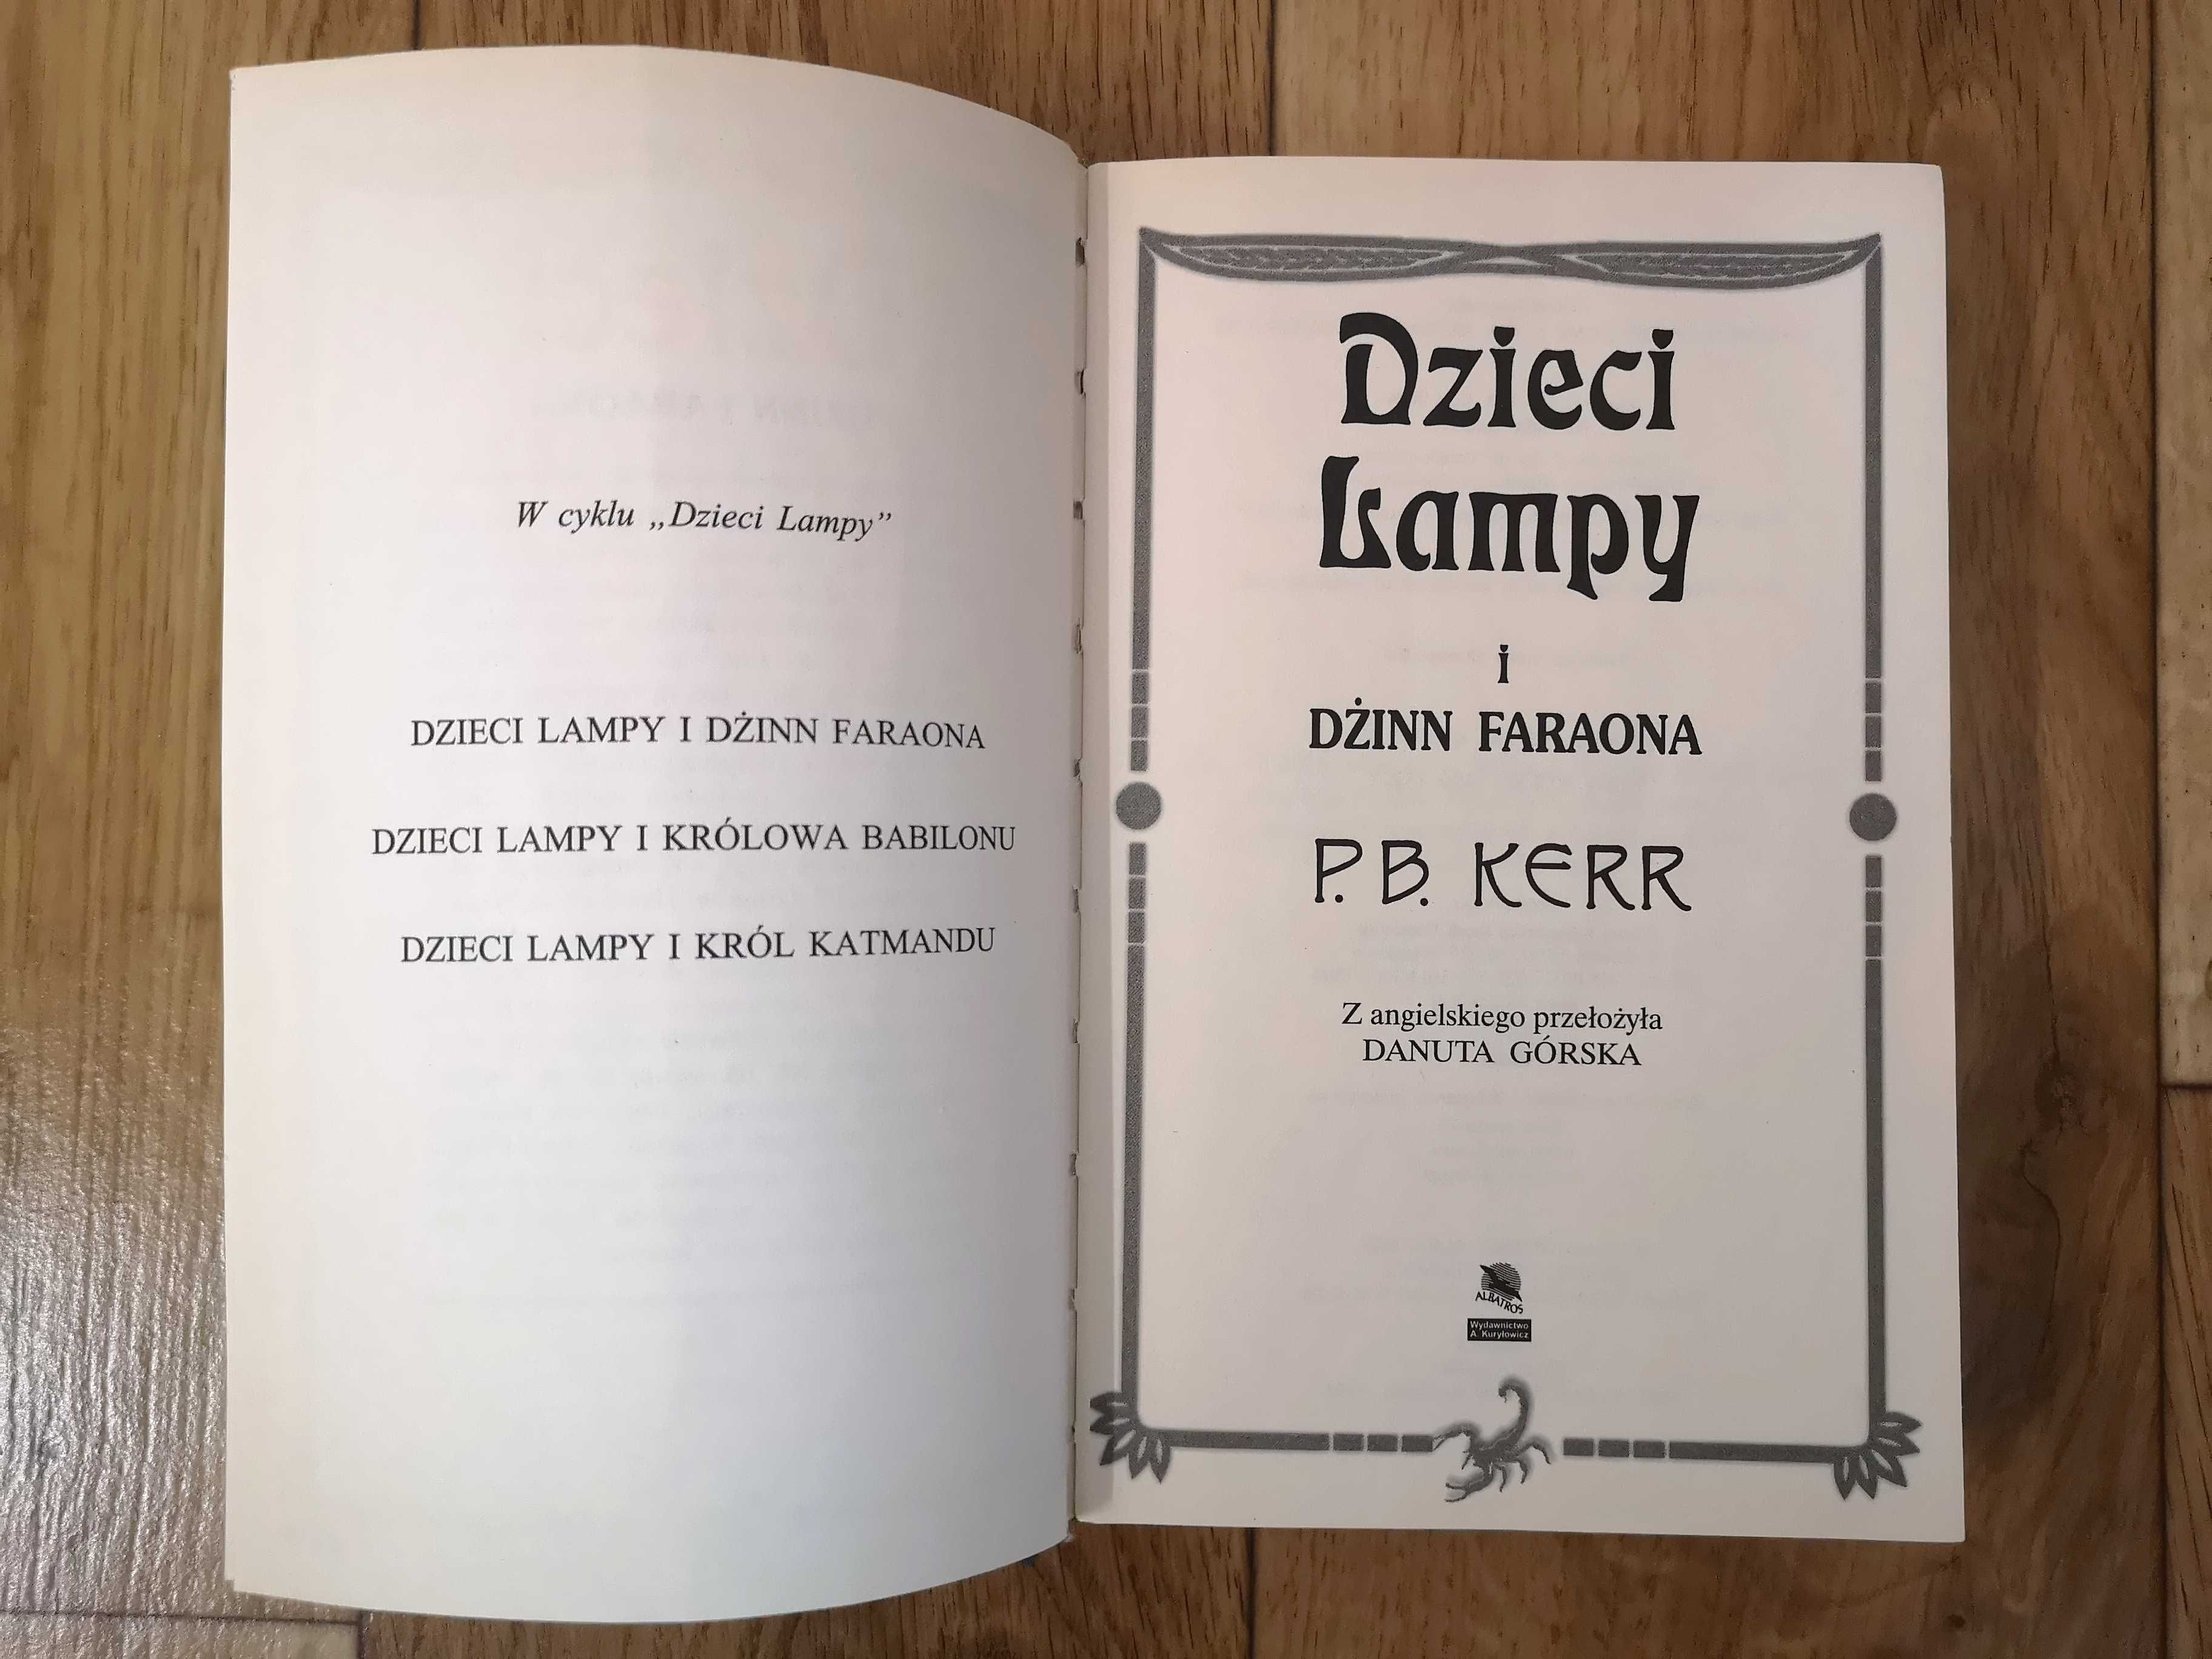 W cyklu „Dzieci Lampy”
DZIECI LAMPY I DŻINN FARAONA
DZIECI LAMPY I KRÓLOWA BABILONU
DZIECI LAMPY I KRÓL KATMANDU
Dzieci
Lampy
i
DŻINN FARAONA
P. B. KERR
Z angielskiego przełożyła
DANUTA GÓRSKA
ALBATROS
Wydawnictwo
A. Kuryłowicz